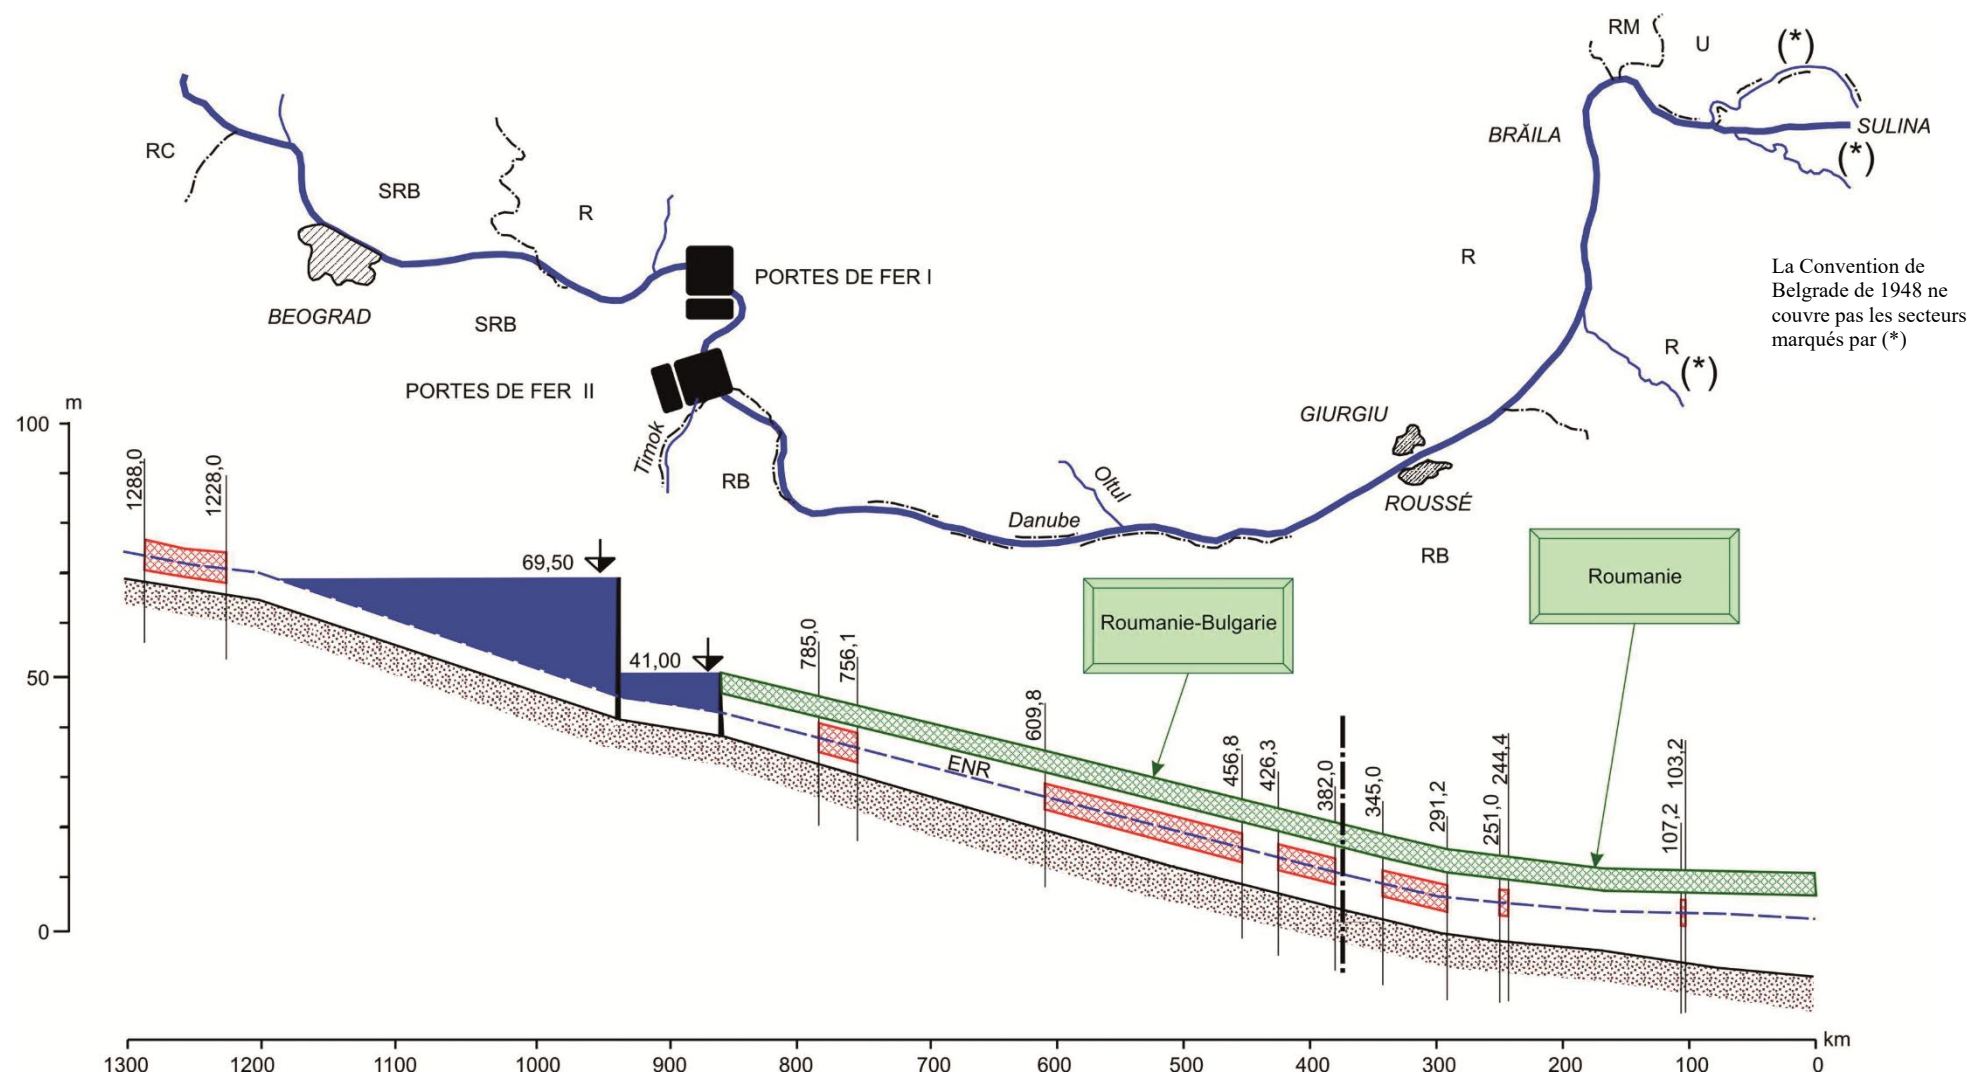 RM
U
(*)
SULINA
BRĂILA
(*)
RC
SRB
R
R
La Convention de
Belgrade de 1948 ne
couvre pas les secteurs
marqués par (*)
PORTES DE FER I
BEOGRAD
SRB
R
(*)
PORTES DE FER II
GIURGIU
Timok
RB
Oltul
ROUSSÉ
Danube
RB
m
100
50
0
1288,0
1228,0
69,50
41,00
785,0
756,1
609,8
456,8
426,3
382,0
345,0
291,2
251,0
244,4
107,2
103,2
ENR
Roumanie-Bulgarie
Roumanie
km
1300 1200 1100 1000 900 800 700 600 500 400 300 200 100 0